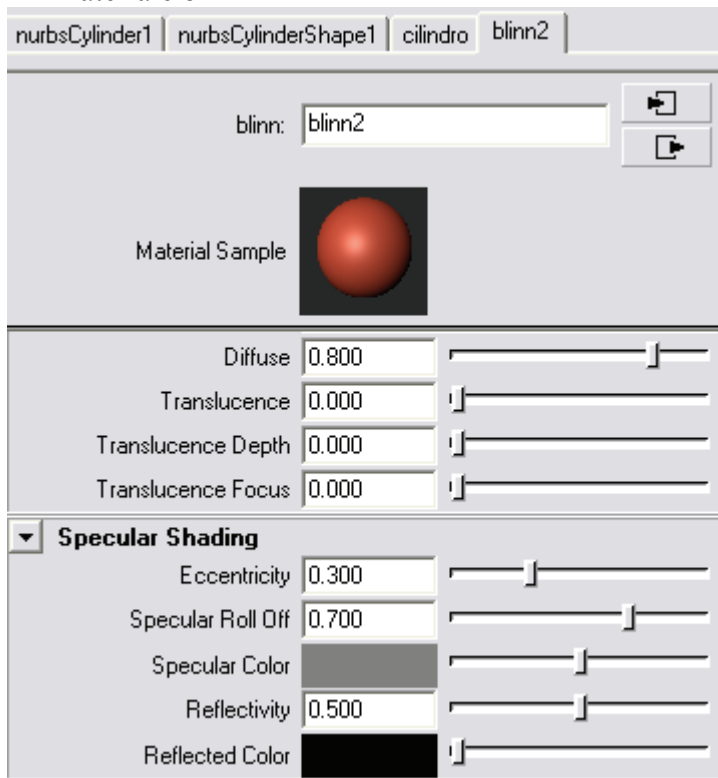 nurbsCylinder1 nurbsCylinderShape1 cilindro blinn2
blinn: blinn2
Material Sample
Diffuse 0.800
Translucence 0.000
Translucence Depth 0.000
Translucence Focus 0.000
Specular Shading
Eccentricity 0.300
Specular Roll Off 0.700
Specular Color
Reflectivity 0.500
Reflected Color